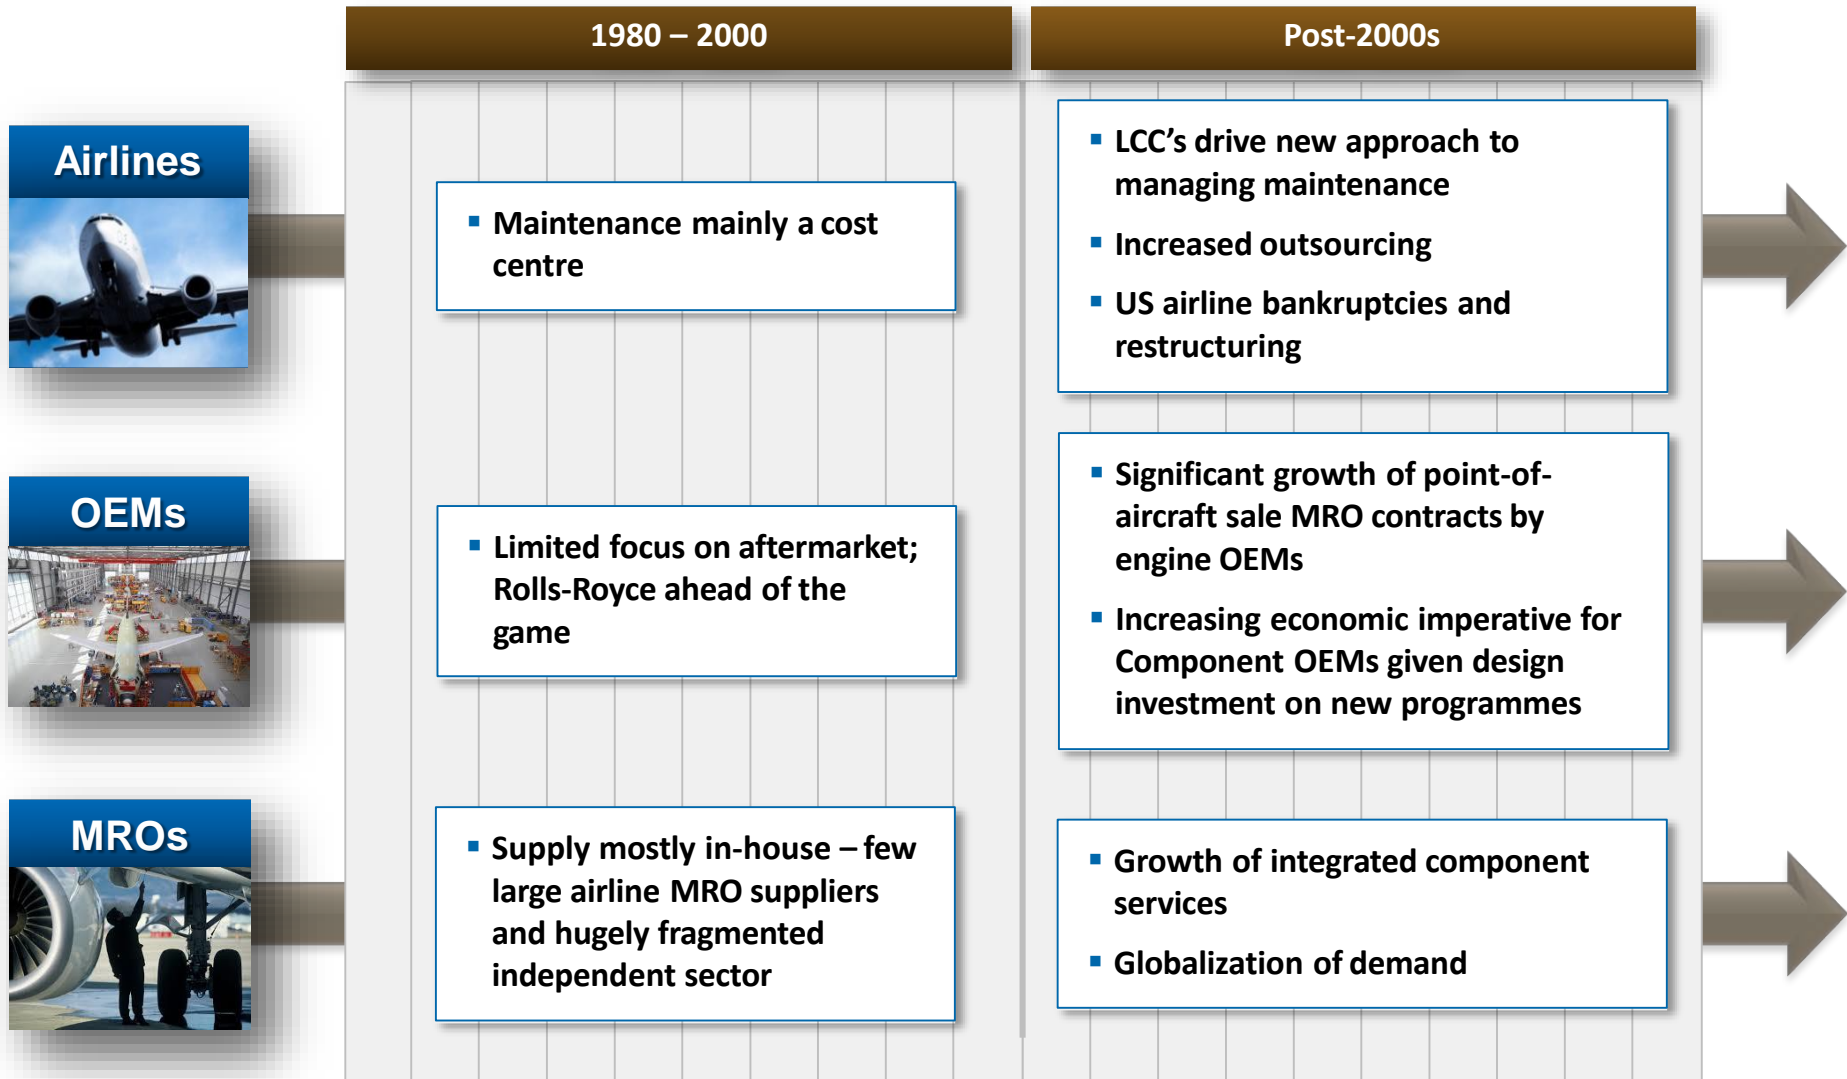 1980 – 2000
Post-2000s
Airlines
▪ Maintenance mainly a cost
centre
▪ LCC’s drive new approach to
managing maintenance
▪ Increased outsourcing
▪ US airline bankruptcies and
restructuring
OEMs
▪ Limited focus on aftermarket;
Rolls-Royce ahead of the
game
▪ Significant growth of point-of-
aircraft sale MRO contracts by
engine OEMs
▪ Increasing economic imperative for
Component OEMs given design
investment on new programmes
MROs
▪ Supply mostly in-house – few
large airline MRO suppliers
and hugely fragmented
independent sector
▪ Growth of integrated component
services
▪ Globalization of demand